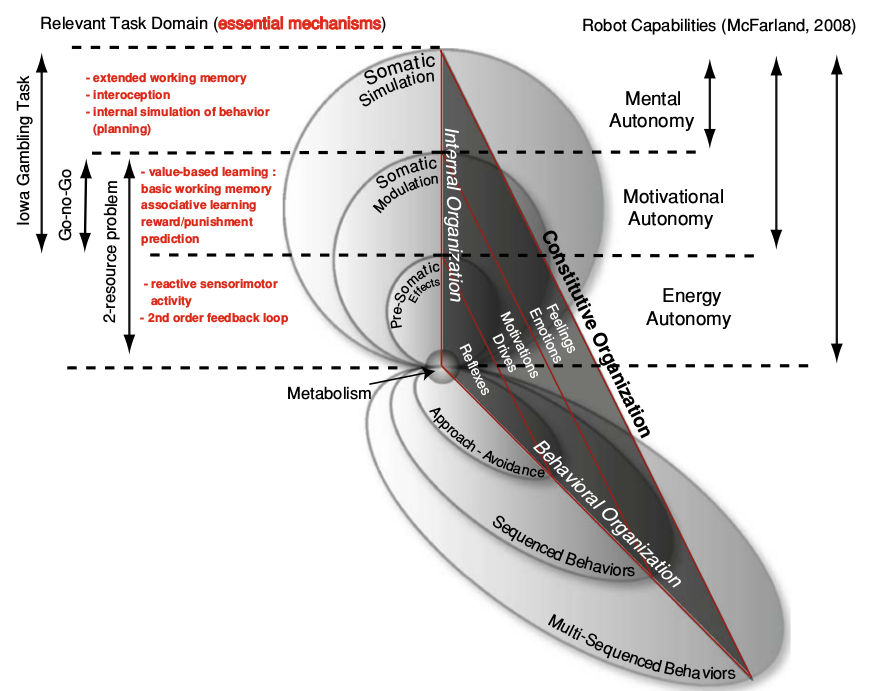 Relevant Task Domain (essential mechanisms)
Robot Capabilities (McFarland, 2008)
Iowa Gambling Task
Go-no-Go
2-resource problem
- extended working memory
- interoception
- internal simulation of behavior
(planning)
- value-based learning :
basic working memory
associative learning
reward/punishment
prediction
- reactive sensorimotor
activity
- 2nd order feedback loop
Somatic
Simulation
Somatic
Modulation
Pre-Somatic
Effects
Internal Organization
Constitutive Organization
Behavioral Organization
Feelings
Emotions
Motivations
Drives
Reflexes
Mental
Autonomy
Motivational
Autonomy
Energy
Autonomy
Metabolism
Approach - Avoidance
Sequenced Behaviors
Multi-Sequenced Behaviors